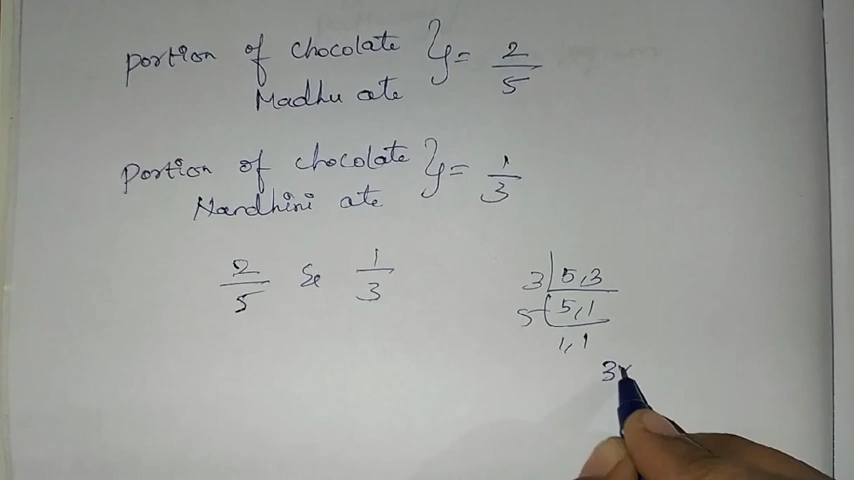 portion of chocolate } = 2/5
Madhu ate
portion of chocolate } = 1/3
Nandhini ate
2/5 & 1/3
3 | 5,3
5 | 5,1
1,1
3×